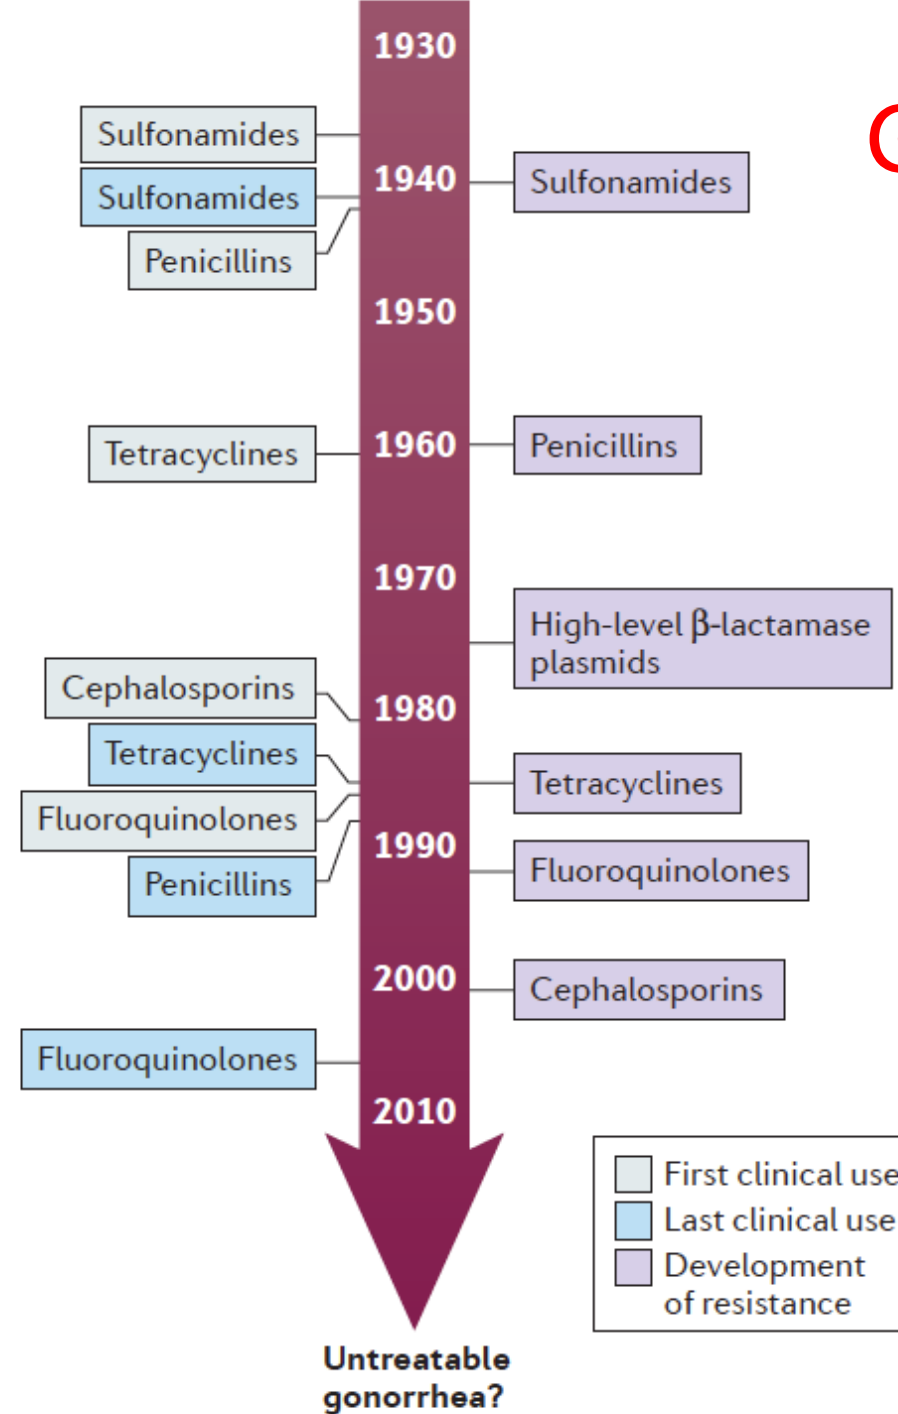 1930
Sulfonamides
1940
Sulfonamides
Sulfonamides
Penicillins
1950
Tetracyclines
1960
Penicillins
1970
High-level β-lactamase
plasmids
Cephalosporins
1980
Tetracyclines
Tetracyclines
Fluoroquinolones
1990
Fluoroquinolones
Penicillins
2000
Cephalosporins
Fluoroquinolones
2010
First clinical use
Last clinical use
Development
of resistance
Untreatable
gonorrhea?